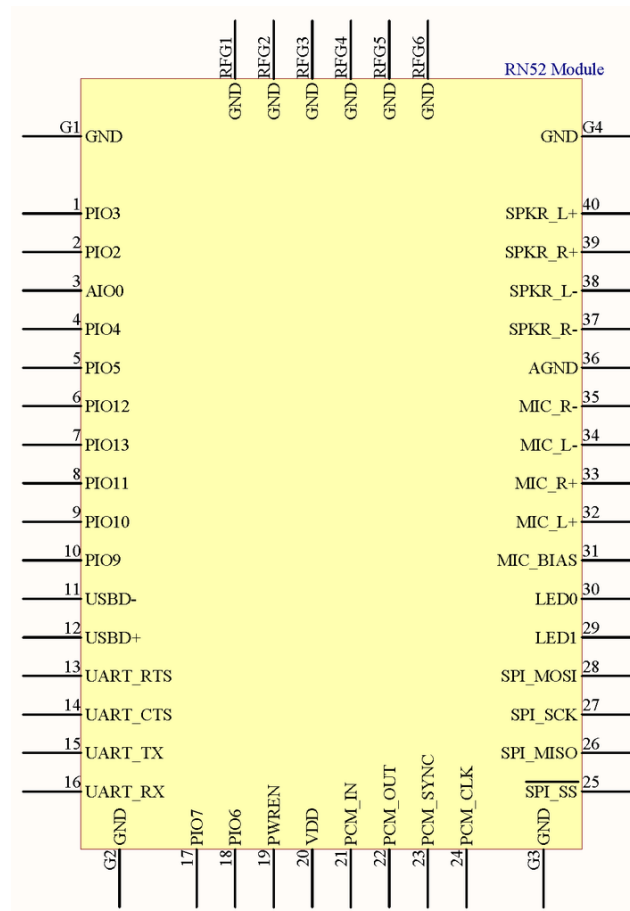 RFG1 RFG2 RFG3 RFG4 RFG5 RFG6
RN52 Module
GND GND GND GND GND GND
G1 GND GND G4
1 PIO3 SPKR_L+ 40
2 PIO2 SPKR_R+ 39
3 AIO0 SPKR_L- 38
4 PIO4 SPKR_R- 37
5 PIO5 AGND 36
6 PIO12 MIC_R- 35
7 PIO13 MIC_L- 34
8 PIO11 MIC_R+ 33
9 PIO10 MIC_L+ 32
10 PIO9 MIC_BIAS 31
11 USBD- LED0 30
12 USBD+ LED1 29
13 UART_RTS SPI_MOSI 28
14 UART_CTS SPI_SCK 27
15 UART_TX SPI_MISO 26
16 UART_RX SPI_SS 25
GND PIO7 PIO6 PWREN VDD PCM_IN PCM_OUT PCM_SYNC PCM_CLK GND
G2 17 18 19 20 21 22 23 24 G3